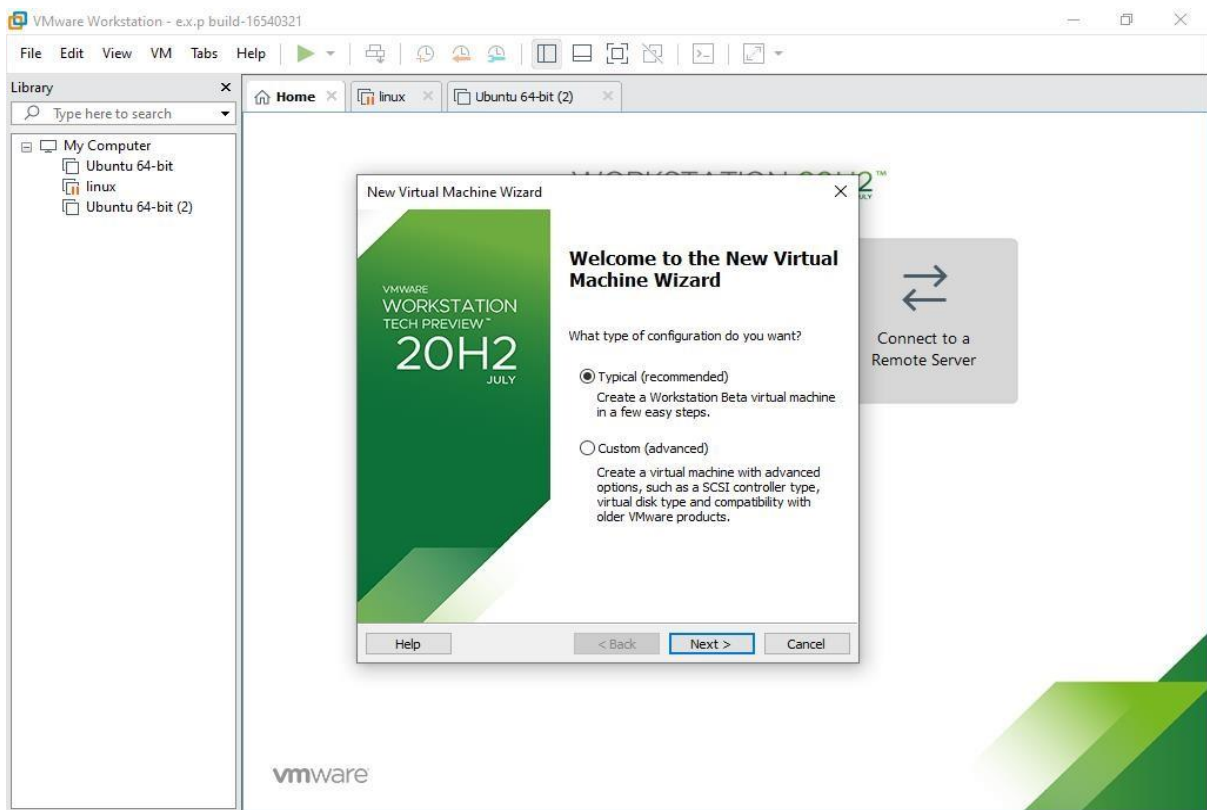 VMware Workstation - e.x.p build-16540321
File Edit View VM Tabs Help
Library
Type here to search
My Computer
Ubuntu 64-bit
linux
Ubuntu 64-bit (2)
Home
linux
Ubuntu 64-bit (2)
New Virtual Machine Wizard
VMWARE
WORKSTATION
TECH PREVIEW™
20H2
JULY
Welcome to the New Virtual
Machine Wizard
What type of configuration do you want?
Typical (recommended)
Create a Workstation Beta virtual machine
in a few easy steps.
Custom (advanced)
Create a virtual machine with advanced
options, such as a SCSI controller type,
virtual disk type and compatibility with
older VMware products.
Help
< Back
Next >
Cancel
Connect to a
Remote Server
vmware